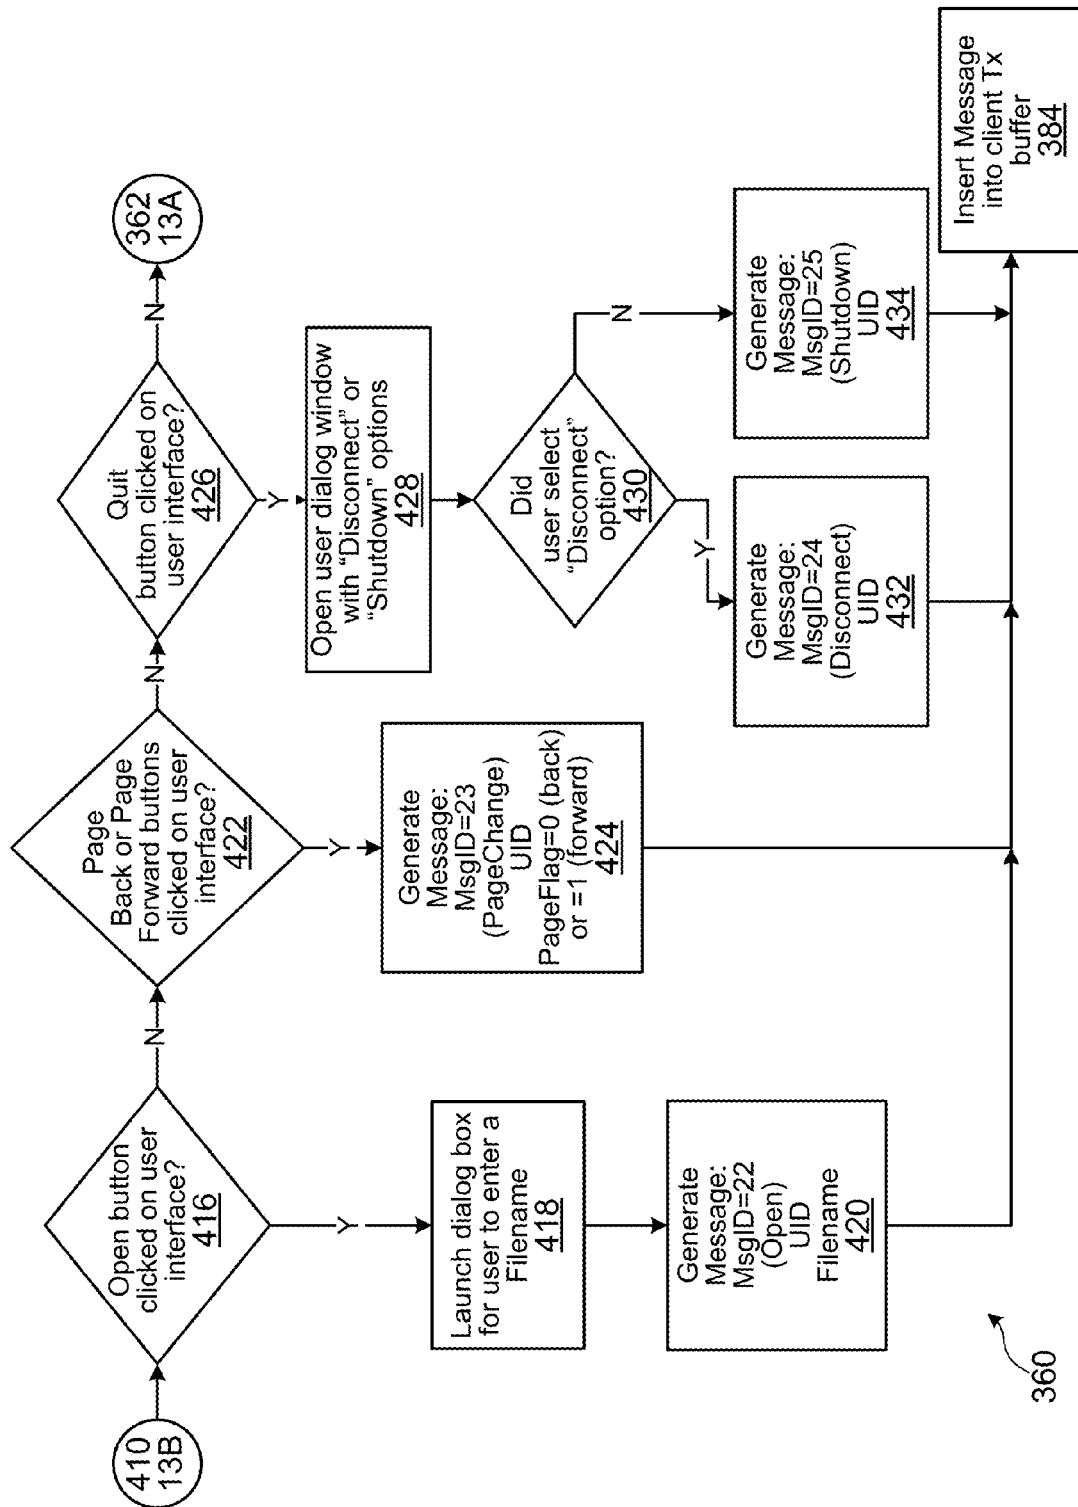 410
13B
Open button
clicked on user
interface?
416
N
Y
Launch dialog box
for user to enter a
Filename
418
Generate
Message:
MsgID=22
(Open)
UID
Filename
420
Page
Back or Page
Forward buttons
clicked on user
interface?
422
N
Y
Generate
Message:
MsgID=23
(PageChange)
UID
PageFlag=0 (back)
or =1 (forward)
424
Quit
button clicked on
user interface?
426
N
362
13A
Y
Open user dialog window
with “Disconnect” or
“Shutdown” options
428
Did
user select
“Disconnect”
option?
430
Y
N
Generate
Message:
MsgID=24
(Disconnect)
UID
432
Generate
Message:
MsgID=25
(Shutdown)
UID
434
Insert Message
into client Tx
buffer
384
360